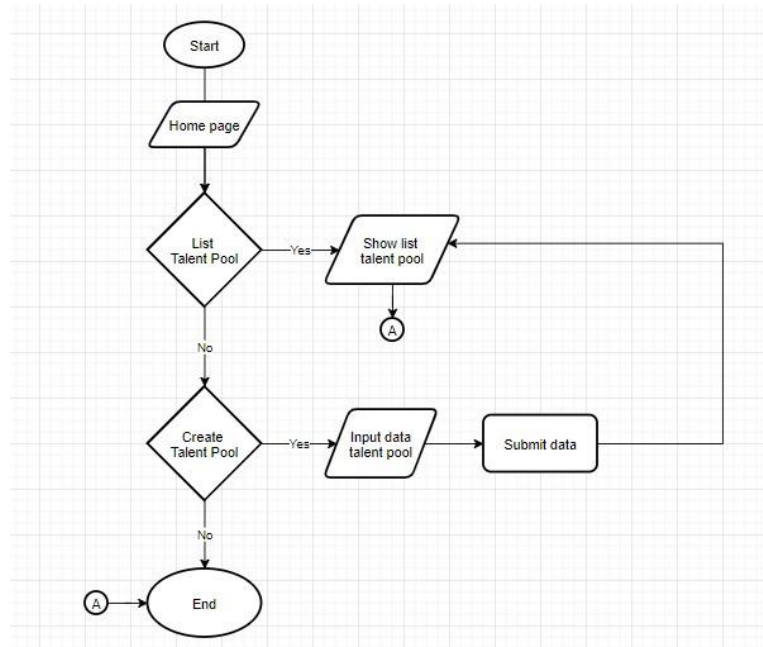 Start
Home page
List
Talent Pool
Yes
Show list
talent pool
A
No
Create
Talent Pool
Yes
Input data
talent pool
Submit data
No
A
End